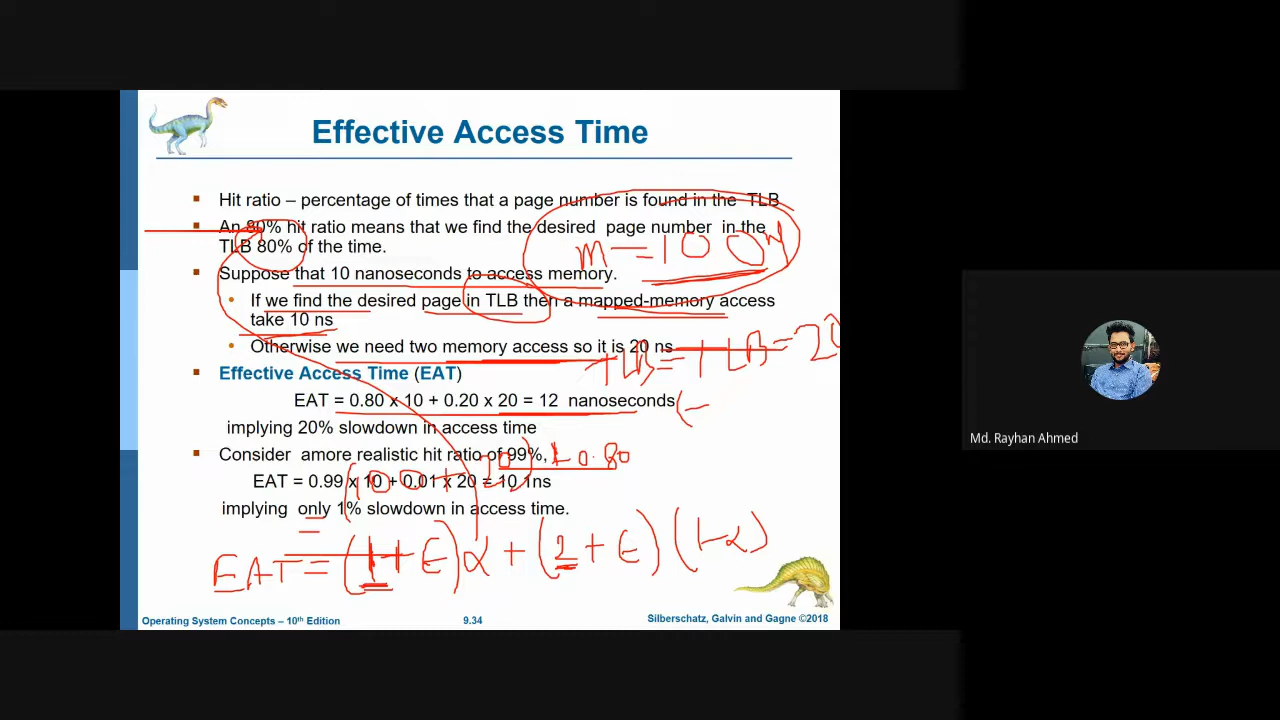 Effective Access Time
▪ Hit ratio – percentage of times that a page number is found in the TLB
▪ An 80% hit ratio means that we find the desired page number in the
TLB 80% of the time.
m = 100
▪ Suppose that 10 nanoseconds to access memory.
• If we find the desired page in TLB then a mapped-memory access
take 10 ns
• Otherwise we need two memory access so it is 20 ns
TLB = 20
▪ Effective Access Time (EAT)
EAT = 0.80 x 10 + 0.20 x 20 = 12 nanoseconds
implying 20% slowdown in access time
▪ Consider amore realistic hit ratio of 99%,
(100 + 20) 0.80
EAT = 0.99 x 10 + 0.01 x 20 = 10.1ns
implying only 1% slowdown in access time.
EAT = (1+ε)α + (2+ε)(1-α)
Operating System Concepts – 10th Edition
9.34
Silberschatz, Galvin and Gagne ©2018
Md. Rayhan Ahmed